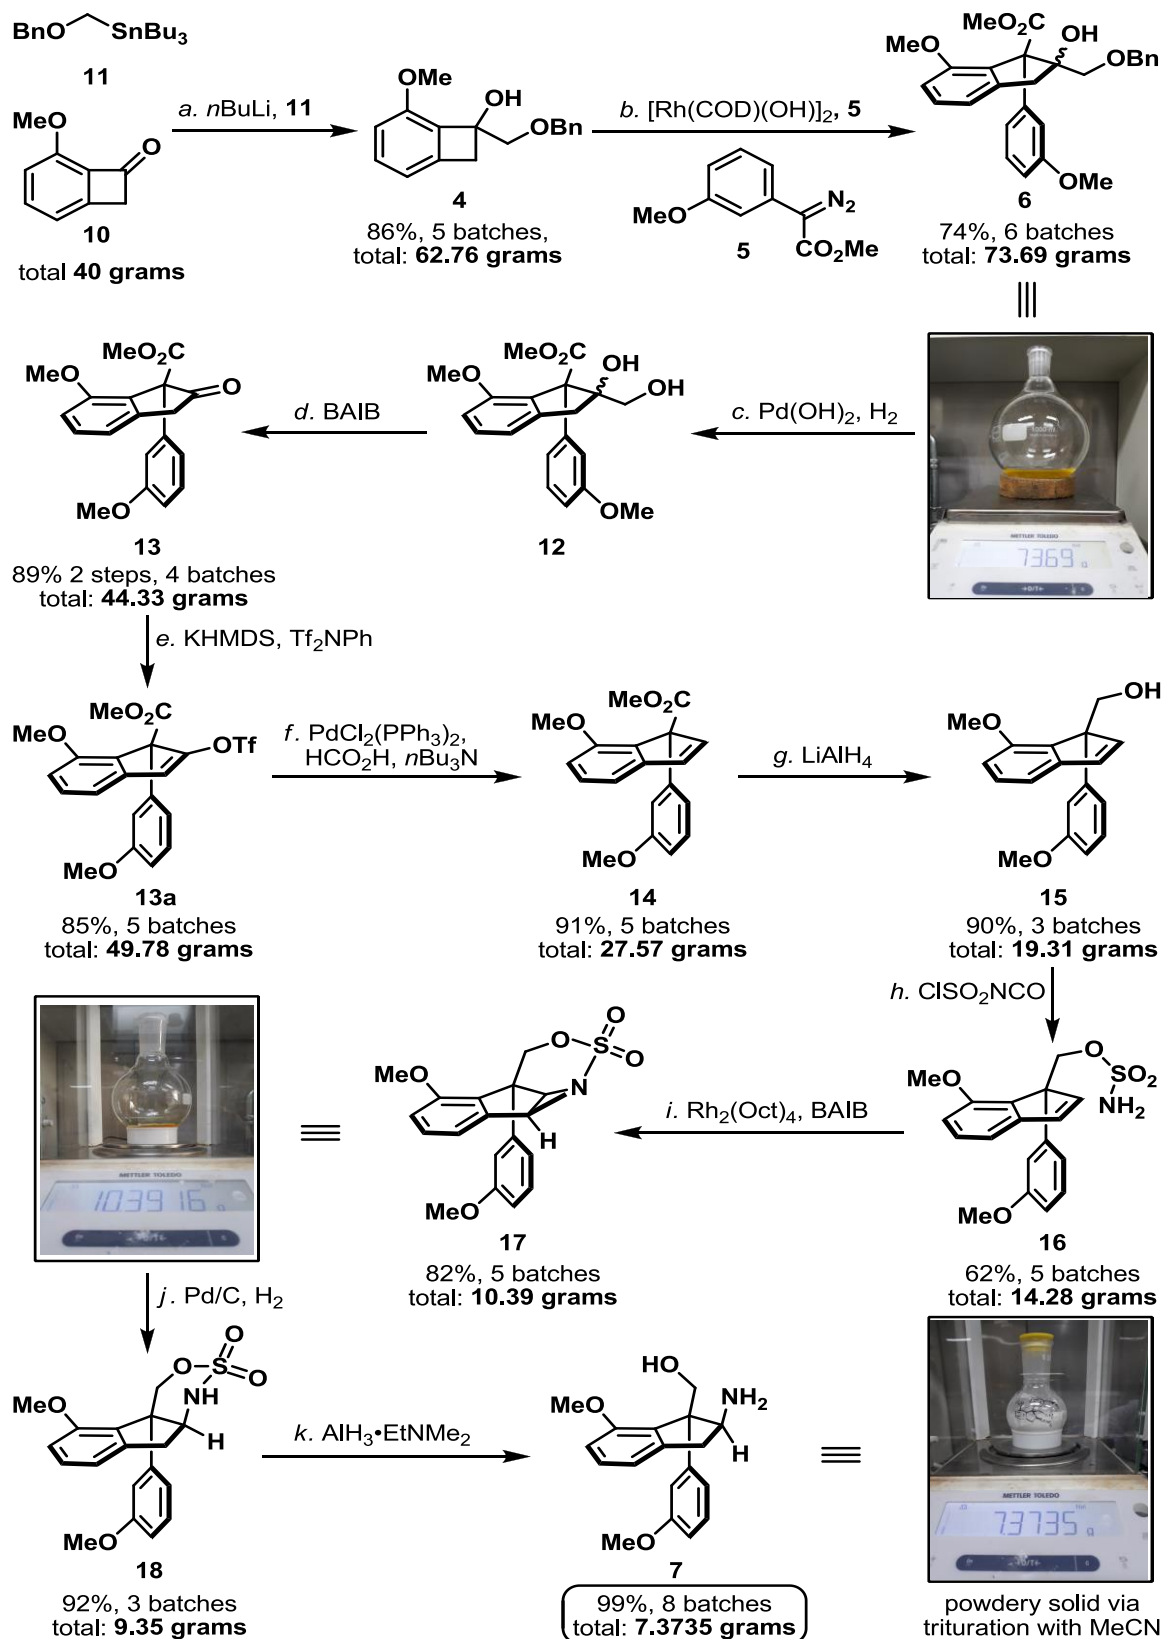 BnO SnBu3
11
MeO
O
10
total 40 grams
a. nBuLi, 11
OMe
OH
OBn
4
86%, 5 batches,
total: 62.76 grams
b. [Rh(COD)(OH)]2, 5
MeO
N2
CO2Me
5
MeO2C
OH
MeO
OBn
OMe
6
74%, 6 batches
total: 73.69 grams
METTLER TOLEDO
73.69 g
→0/T←
c. Pd(OH)2, H2
MeO2C
OH
MeO
OH
OMe
12
d. BAIB
MeO2C
MeO
O
MeO
13
89% 2 steps, 4 batches
total: 44.33 grams
e. KHMDS, Tf2NPh
MeO2C
MeO
OTf
MeO
13a
85%, 5 batches
total: 49.78 grams
f. PdCl2(PPh3)2,
HCO2H, nBu3N
MeO2C
MeO
MeO
14
91%, 5 batches
total: 27.57 grams
g. LiAlH4
OH
MeO
MeO
15
90%, 3 batches
total: 19.31 grams
h. ClSO2NCO
O
SO2
NH2
MeO
MeO
16
62%, 5 batches
total: 14.28 grams
i. Rh2(Oct)4, BAIB
O
S
O
O
N
MeO
H
MeO
17
82%, 5 batches
total: 10.39 grams
METTLER TOLEDO
10.3916 g
j. Pd/C, H2
O
O
S
O
NH
MeO
H
MeO
18
92%, 3 batches
total: 9.35 grams
k. AlH3•EtNMe2
HO
NH2
MeO
H
MeO
7
99%, 8 batches
total: 7.3735 grams
METTLER TOLEDO
7.3735 g
→0/T←
powdery solid via
trituration with MeCN